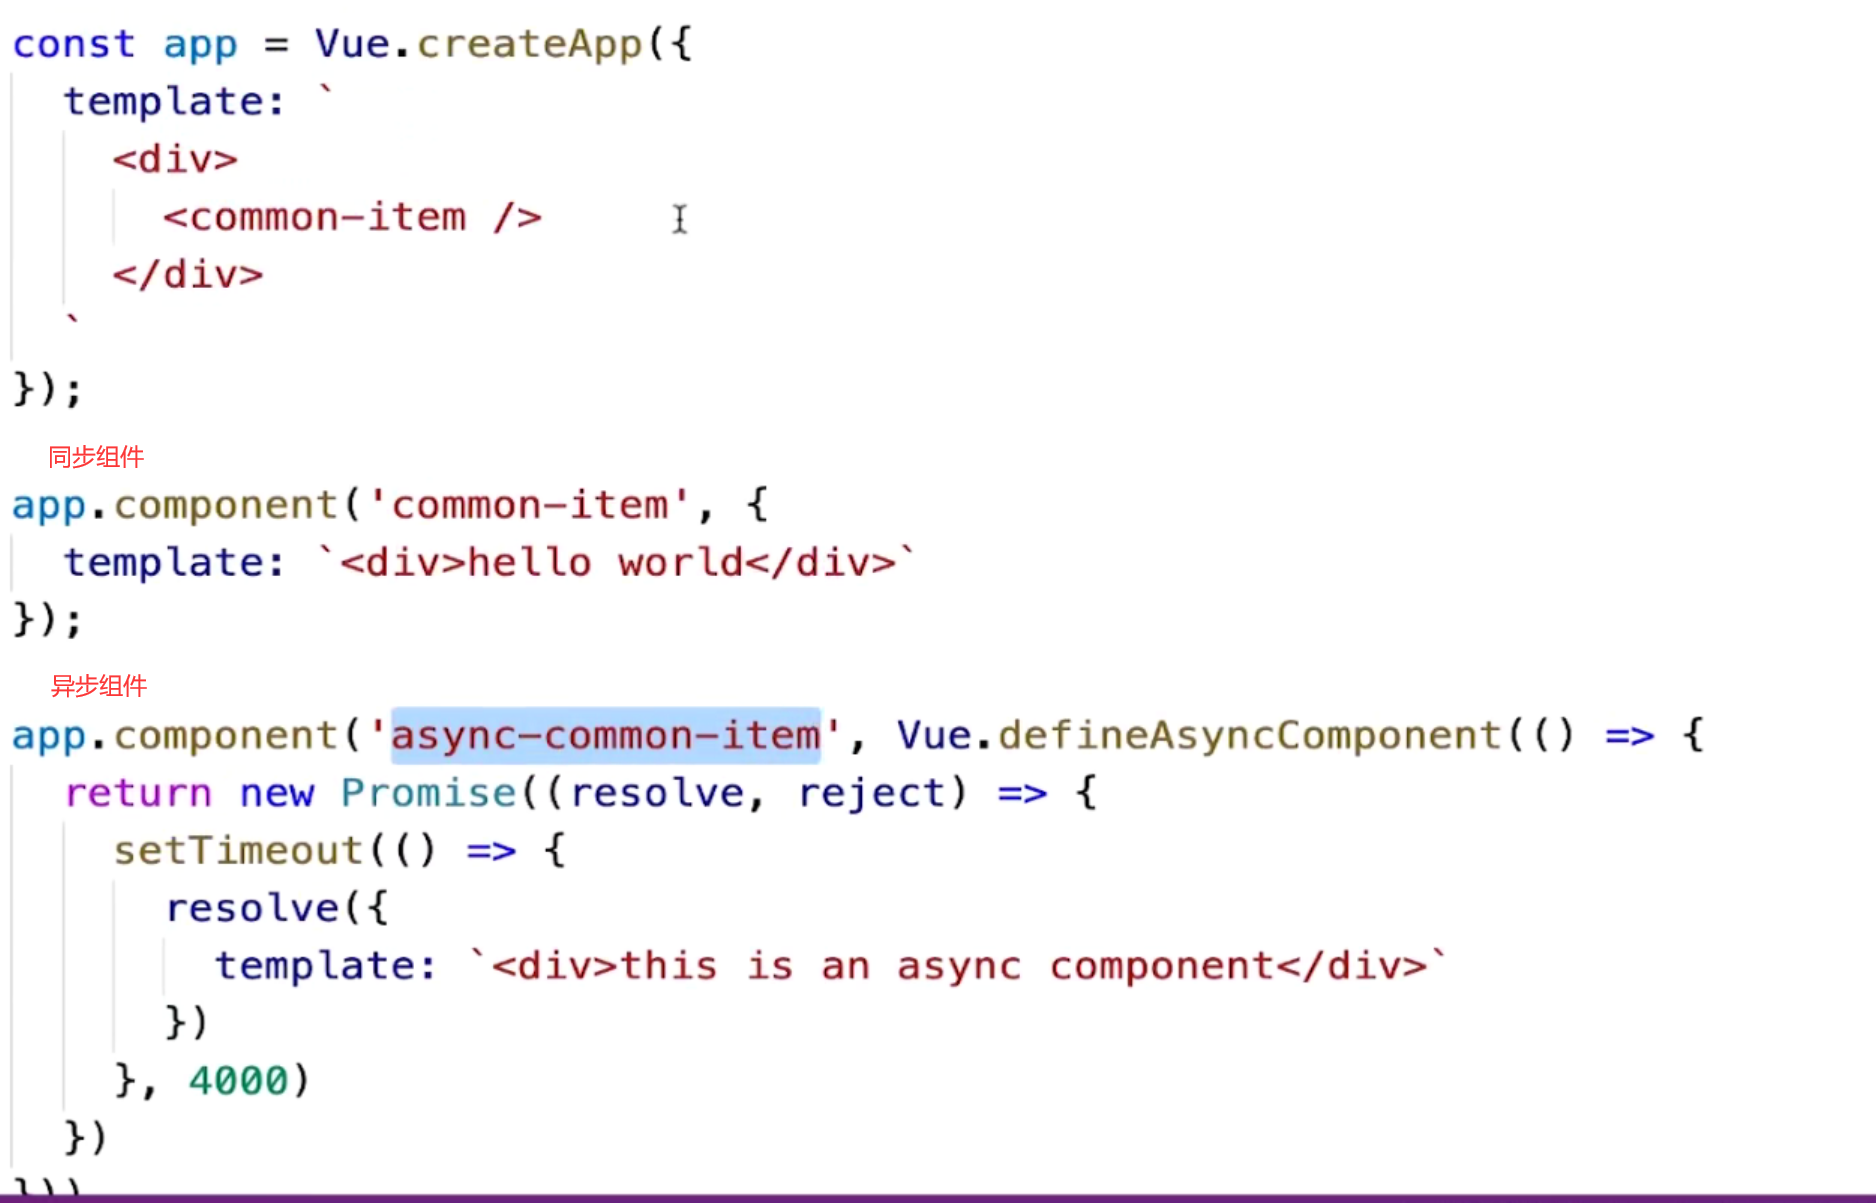 const app = Vue.createApp({
  template: `
    <div>
      <common-item />
    </div>
  `
});
同步组件
app.component('common-item', {
  template: `<div>hello world</div>`
});
异步组件
app.component('async-common-item', Vue.defineAsyncComponent(() => {
  return new Promise((resolve, reject) => {
    setTimeout(() => {
      resolve({
        template: `<div>this is an async component</div>`
      })
    }, 4000)
  })
}))